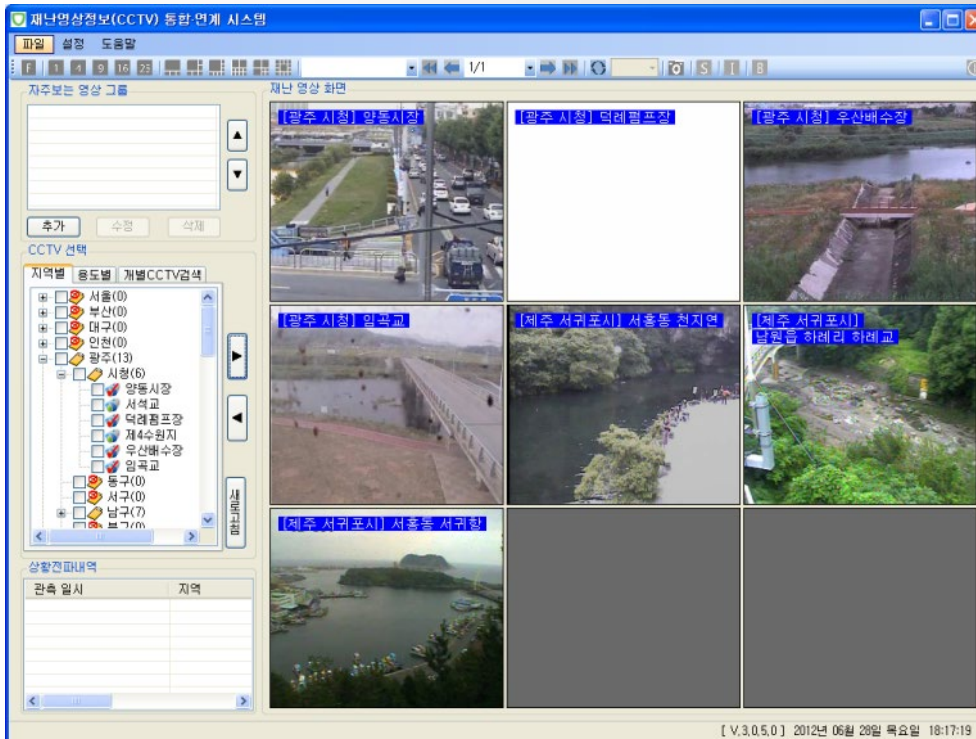 재난영상정보(CCTV) 통합·연계 시스템
파일 설정 도움말
F 1 4 9 16 25 1/1 S I B
자주보는 영상 그룹
추가 수정 삭제
CCTV 선택
지역별 용도별 개별CCTV검색
서울(0)
부산(0)
대구(0)
인천(0)
광주(13)
시청(6)
양동시장
서석교
덕례펌프장
제4수원지
우산배수장
임곡교
동구(0)
서구(0)
남구(7)
북구(0)
새로고침
상황전파내역
관측 일시 지역
재난 영상 화면
[광주 시청] 양동시장
[광주 시청] 덕례펌프장
[광주 시청] 우산배수장
[광주 시청] 임곡교
[제주 서귀포시] 서홍동 천지연
[제주 서귀포시]
남원읍 하례리 하례교
[제주 서귀포시] 서홍동 서귀항
[ V.3.0.5.0 ] 2012년 06월 28일 목요일 18:17:19